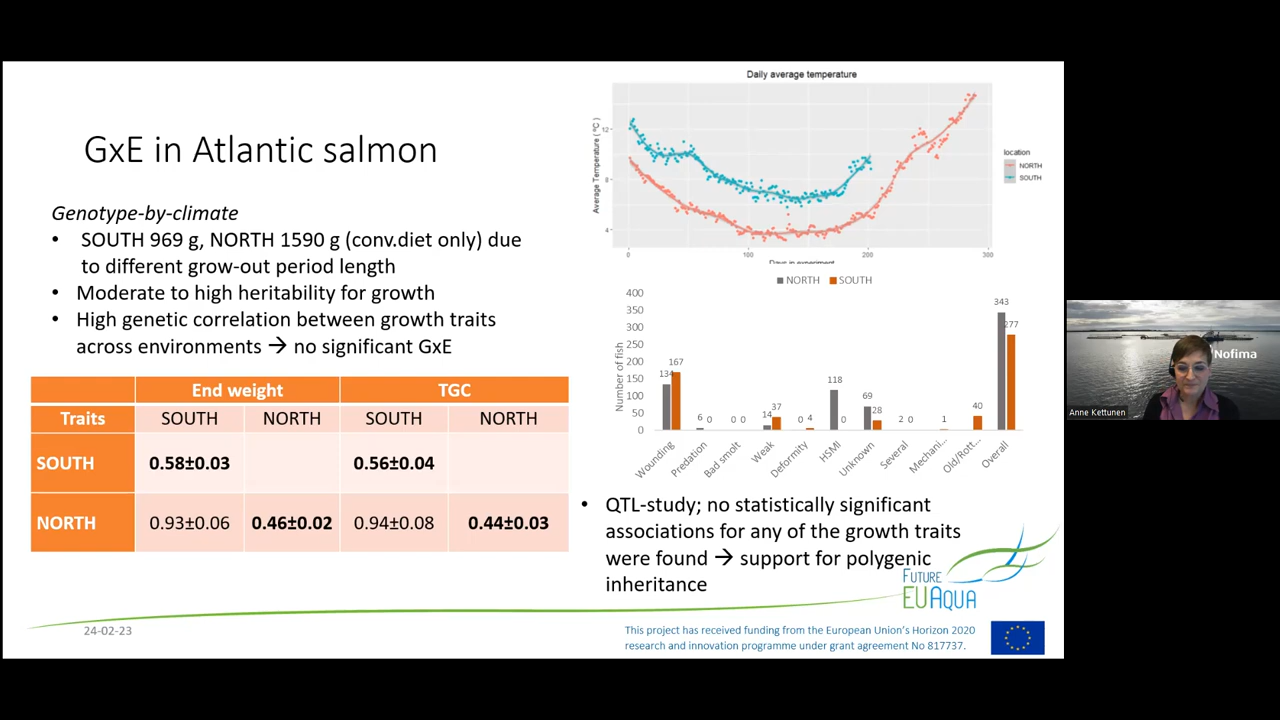 GxE in Atlantic salmon
Genotype-by-climate
• SOUTH 969 g, NORTH 1590 g (conv.diet only) due
to different grow-out period length
• Moderate to high heritability for growth
• High genetic correlation between growth traits
across environments → no significant GxE
End weight TGC
Traits SOUTH NORTH SOUTH NORTH
SOUTH 0.58±0.03 0.56±0.04
NORTH 0.93±0.06 0.46±0.02 0.94±0.08 0.44±0.03
Daily average temperature
Average Temperature (°C)
12
8
4
0 100 200 300
Days in experiment
location
NORTH
SOUTH
NORTH SOUTH
Number of fish
400
350
300
250
200
150
100
50
0
134 167 6 0 0 0 14 37 0 4 118 0 69 28 2 0 1 40 343 277
Wounding Predation Bad smolt Weak Deformity HSMI Unknown Several Mechani... Old/Rott... Overall
• QTL-study; no statistically significant
associations for any of the growth traits
were found → support for polygenic
inheritance
FUTURE
EUAQUA
24-02-23
This project has received funding from the European Union's Horizon 2020
research and innovation programme under grant agreement No 817737.
Nofima
Anne Kettunen